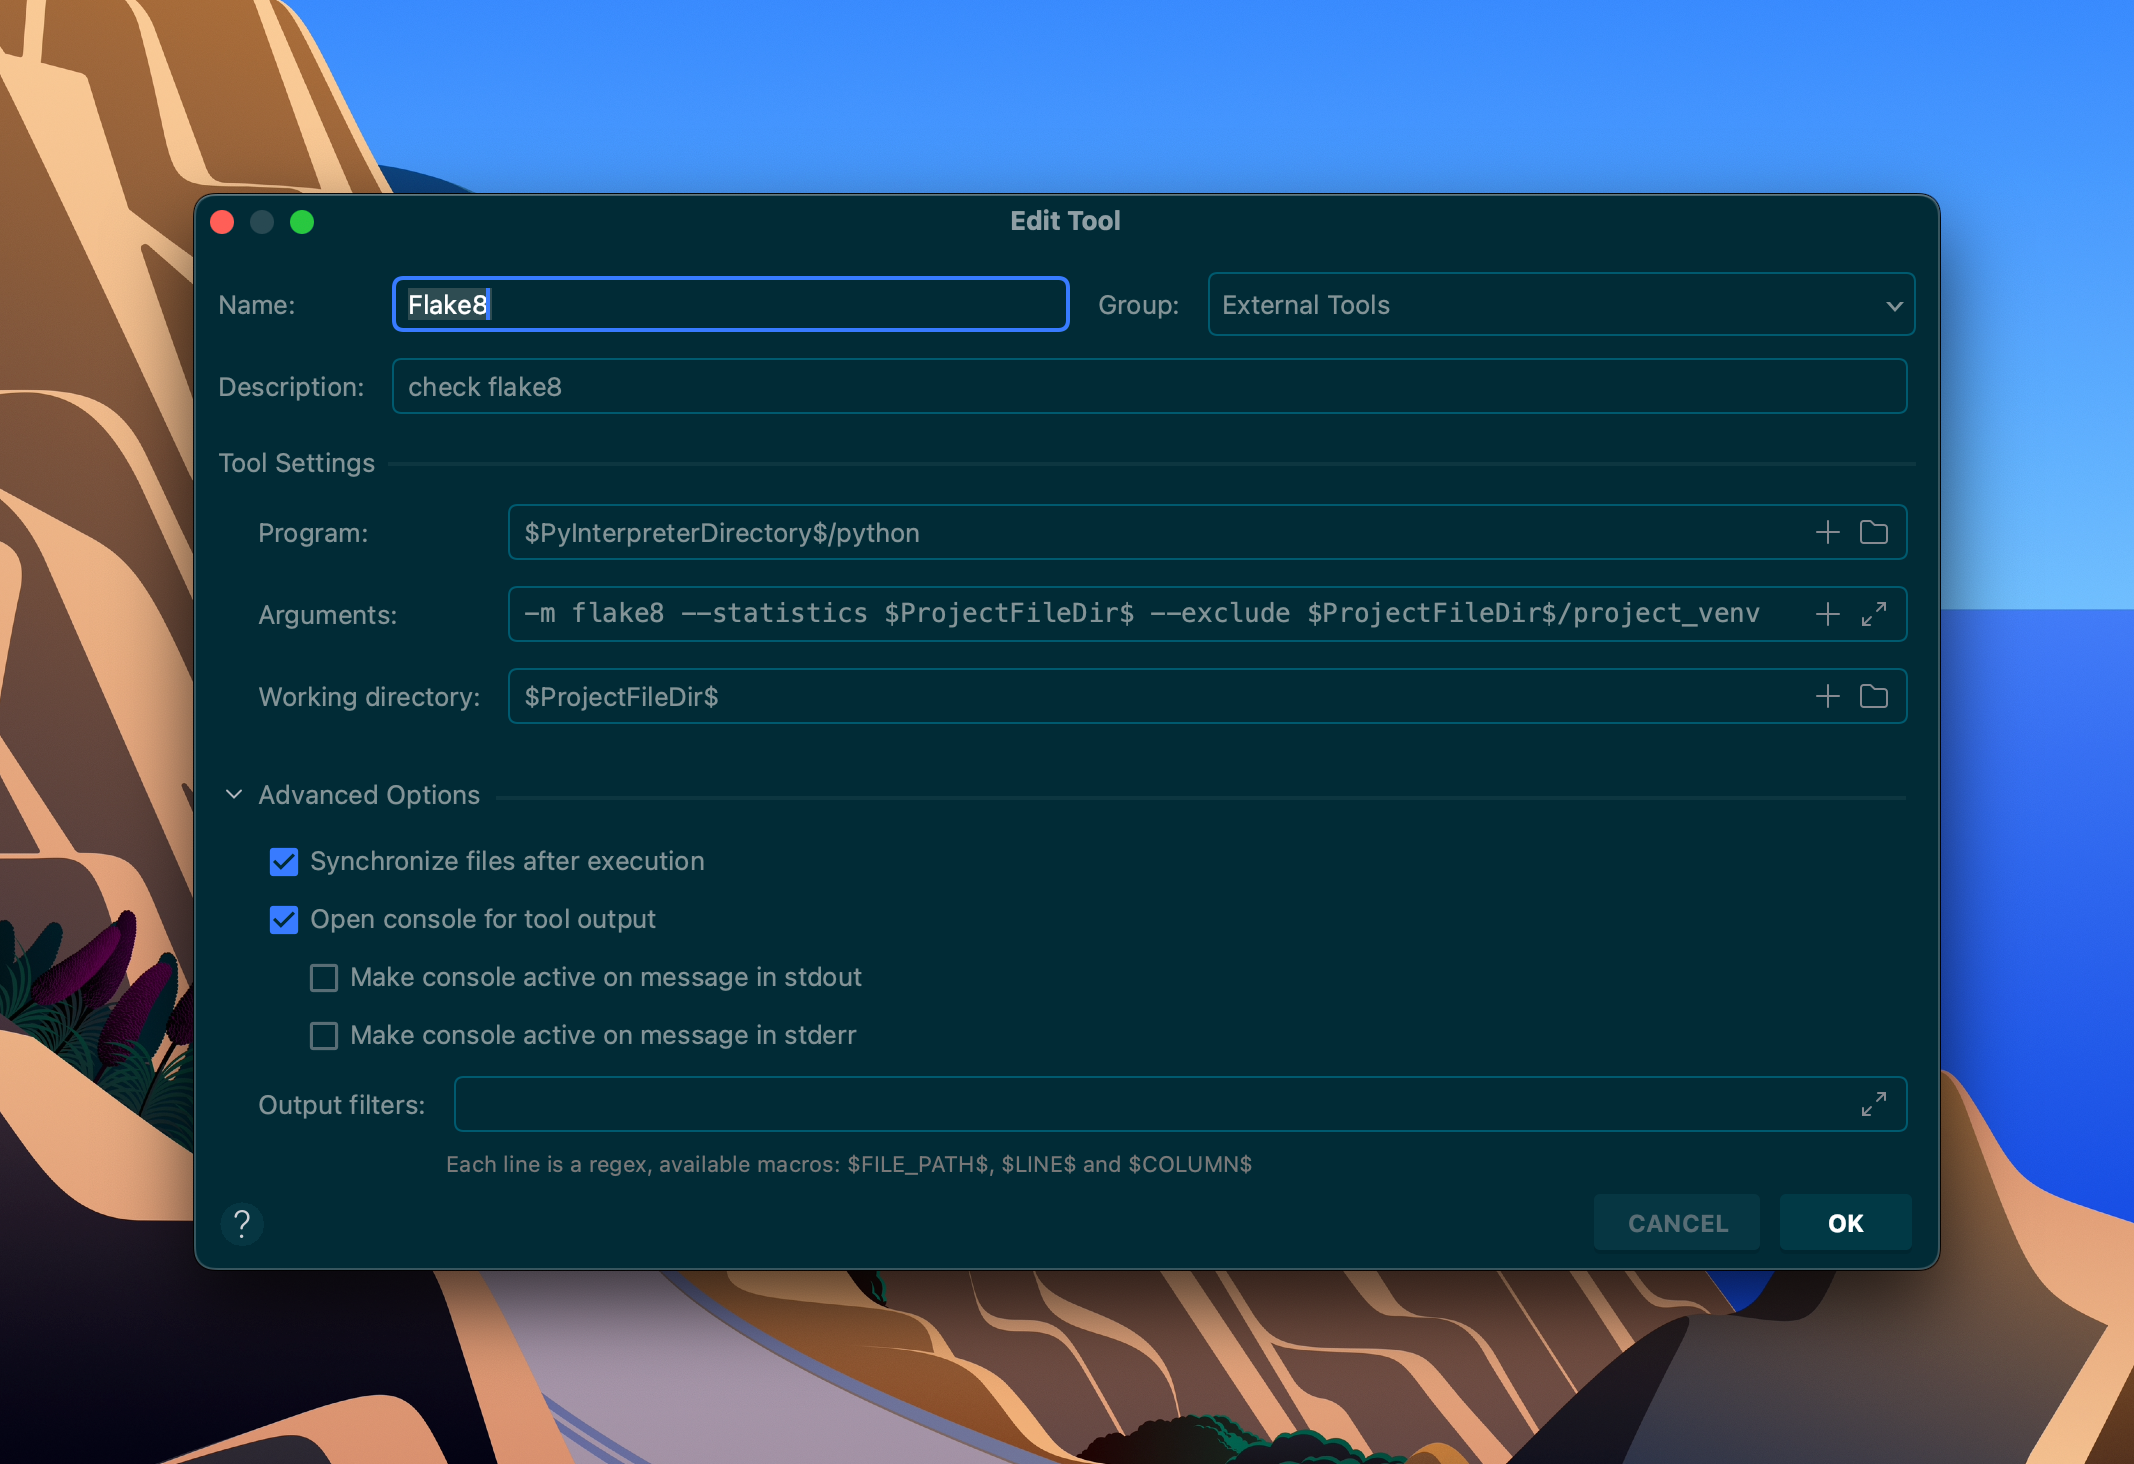 Edit Tool
Name: Flake8 Group: External Tools
Description: check flake8
Tool Settings
Program: $PyInterpreterDirectory$/python
Arguments: -m flake8 --statistics $ProjectFileDir$ --exclude $ProjectFileDir$/project_venv
Working directory: $ProjectFileDir$
Advanced Options
Synchronize files after execution
Open console for tool output
Make console active on message in stdout
Make console active on message in stderr
Output filters:
Each line is a regex, available macros: $FILE_PATH$, $LINE$ and $COLUMN$
? CANCEL OK